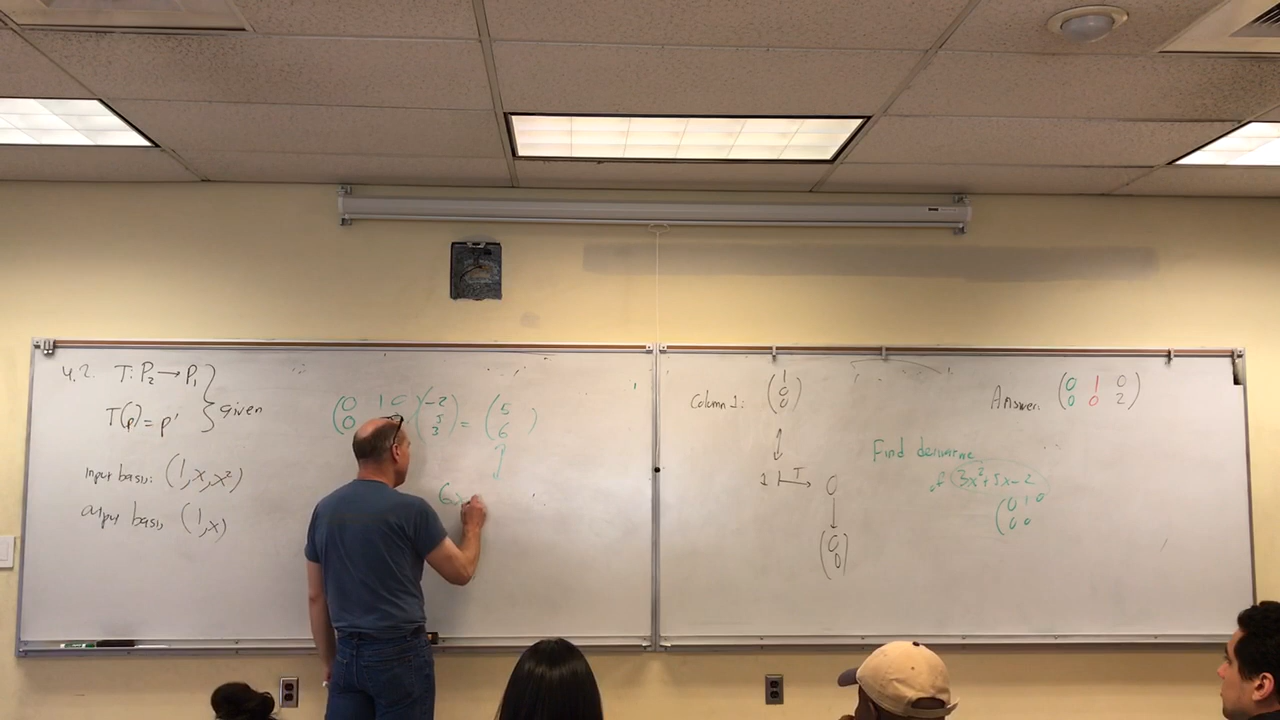 4.2. T: P₂ → P₁
T(p) = p' } given
input basis: (1, x, x²)
output basis (1, x)
(0 1 0) (-2) = (5)
(0 (5 (6)
3)
6x
Column 1: (1
0
0)
1 T→ 0
(0
0)
Answer: (0 1 0
0 0 2)
Find derivative
of 3x²+5x-2
(0 1 0
0 0